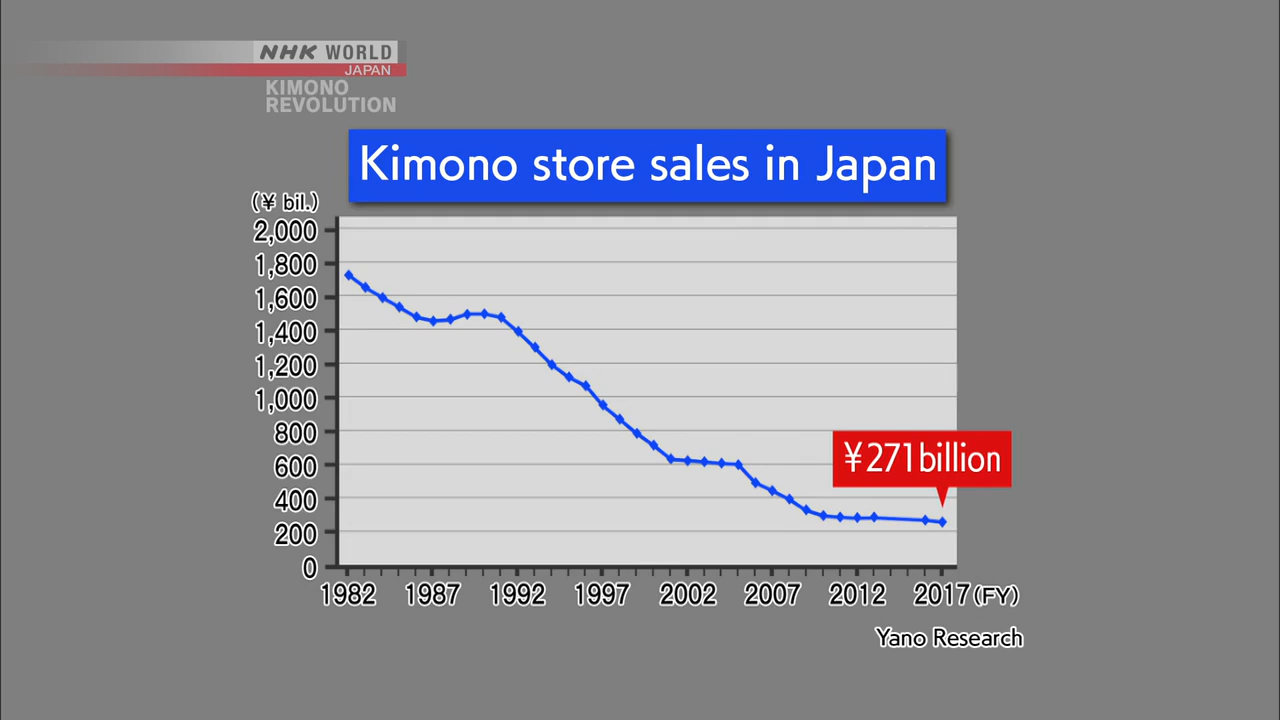 NHK WORLD
JAPAN
KIMONO
REVOLUTION
Kimono store sales in Japan
(¥ bil.)
2,000
1,800
1,600
1,400
1,200
1,000
800
600
400
200
0
¥271billion
1982 1987 1992 1997 2002 2007 2012 2017 (FY)
Yano Research